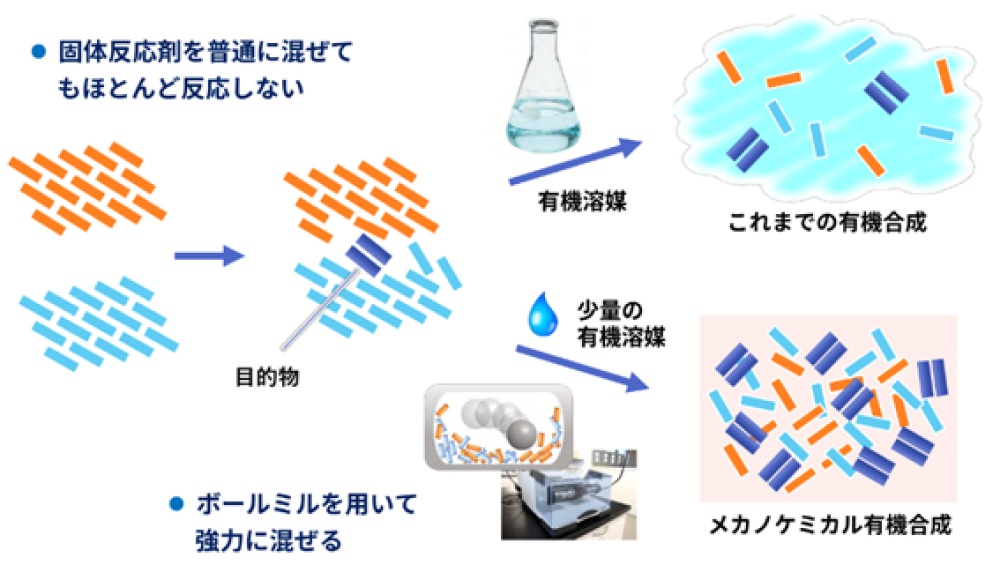 ● 固体反応剤を普通に混ぜて
もほとんど反応しない
有機溶媒
これまでの有機合成
目的物
少量の
有機溶媒
● ボールミルを用いて
強力に混ぜる
メカノケミカル有機合成